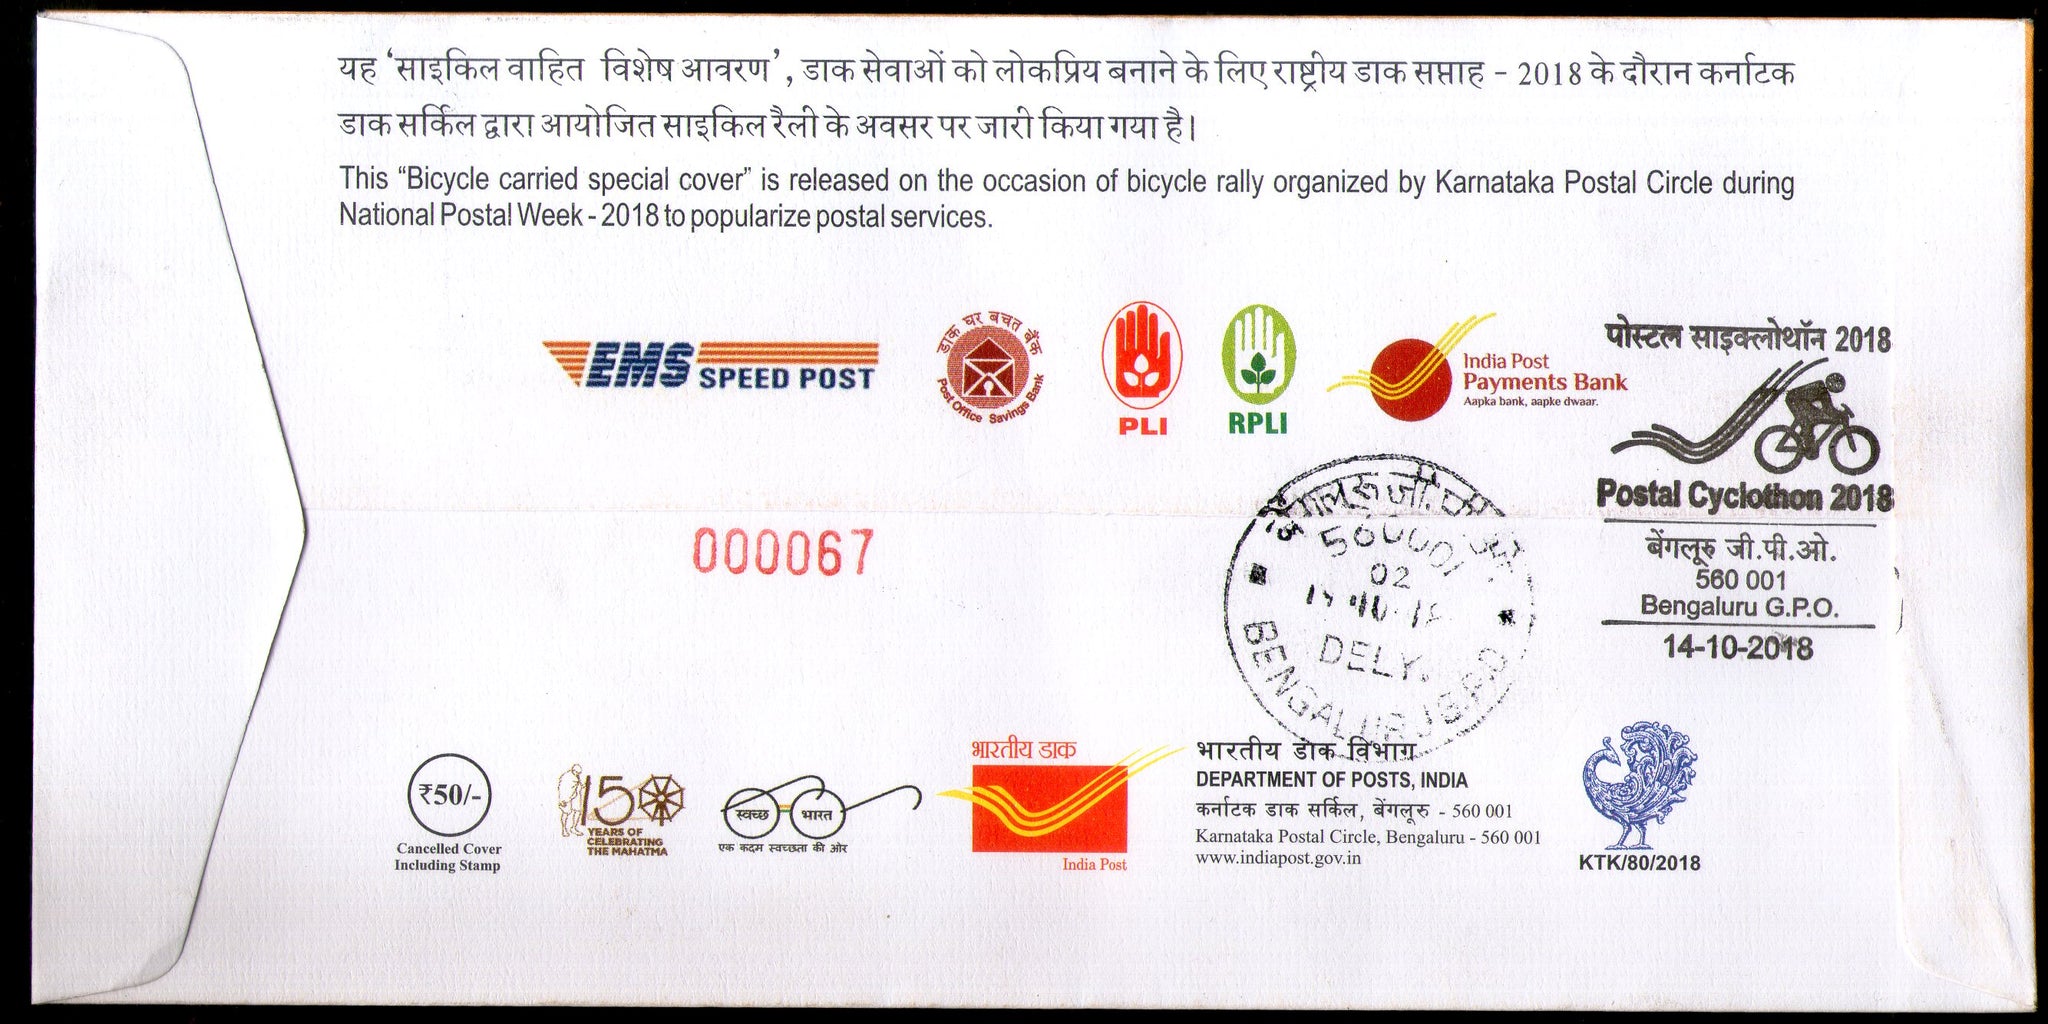 यह 'साइकिल वाहित विशेष आवरण', डाक सेवाओं को लोकप्रिय बनाने के लिए राष्ट्रीय डाक सप्ताह - 2018 के दौरान कर्नाटक
डाक सर्किल द्वारा आयोजित साइकिल रैली के अवसर पर जारी किया गया है।
This “Bicycle carried special cover” is released on the occasion of bicycle rally organized by Karnataka Postal Circle during
National Postal Week - 2018 to popularize postal services.
EMS SPEED POST
डाक घर बचत बैंक
Post Office Savings Bank
PLI
RPLI
India Post
Payments Bank
Aapka bank, aapke dwaar.
पोस्टल साइक्लोथॉन 2018
Postal Cyclothon 2018
बेंगलूरु जी.पी.ओ.
560 001
Bengaluru G.P.O.
14-10-2018
000067
560001
02
DELY.
BENGALURU G.P.O
₹50/-
Cancelled Cover
Including Stamp
150
YEARS OF
CELEBRATING
THE MAHATMA
स्वच्छ भारत
एक कदम स्वच्छता की ओर
भारतीय डाक
India Post
भारतीय डाक विभाग
DEPARTMENT OF POSTS, INDIA
कर्नाटक डाक सर्किल, बेंगलूरु - 560 001
Karnataka Postal Circle, Bengaluru - 560 001
www.indiapost.gov.in
KTK/80/2018